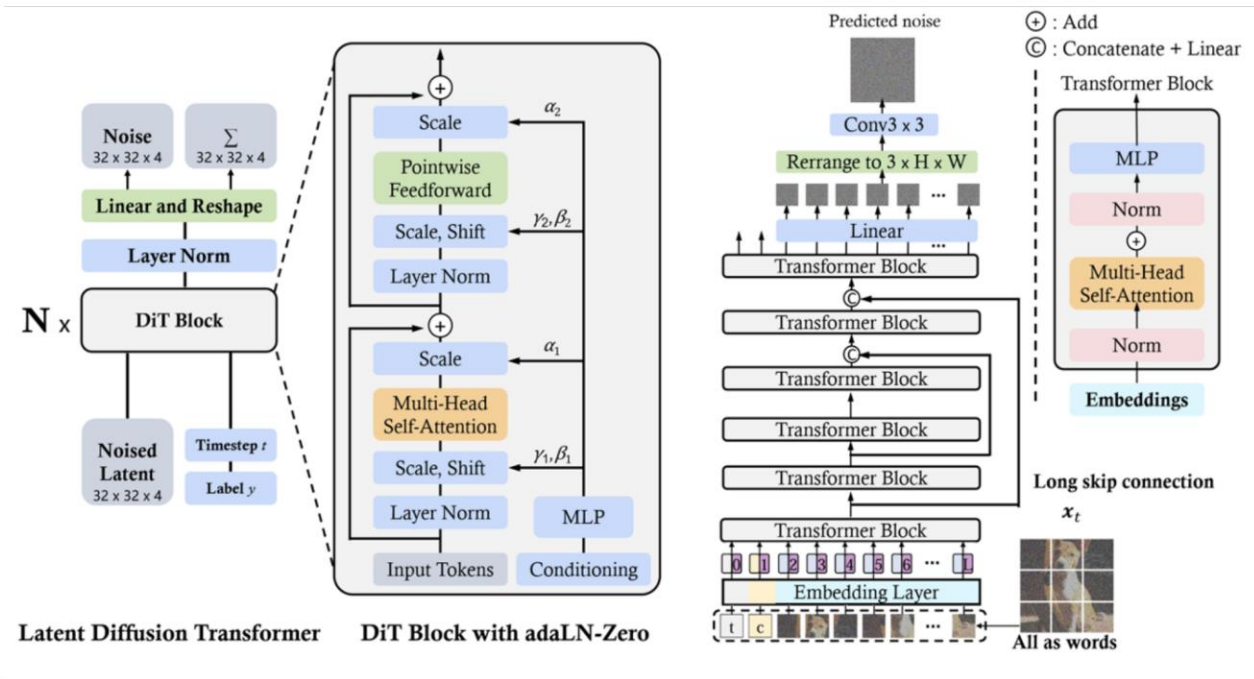 Noise
32 x 32 x 4
∑
32 x 32 x 4
Linear and Reshape
Layer Norm
N x
DiT Block
Noised
Latent
32 x 32 x 4
Timestep t
Label y
Latent Diffusion Transformer
Scale
α₂
Pointwise
Feedforward
Scale, Shift
γ₂,β₂
Layer Norm
Scale
α₁
Multi-Head
Self-Attention
Scale, Shift
γ₁,β₁
Layer Norm
MLP
Input Tokens
Conditioning
DiT Block with adaLN-Zero
Predicted noise
Conv3 x 3
Rerrange to 3 x H x W
...
Linear
...
Transformer Block
C
Transformer Block
C
Transformer Block
Transformer Block
Transformer Block
Transformer Block
0 1 2 3 4 5 6 ... L
Embedding Layer
t c ...
Long skip connection
xₜ
All as words
+ : Add
C : Concatenate + Linear
Transformer Block
MLP
Norm
+
Multi-Head
Self-Attention
Norm
Embeddings